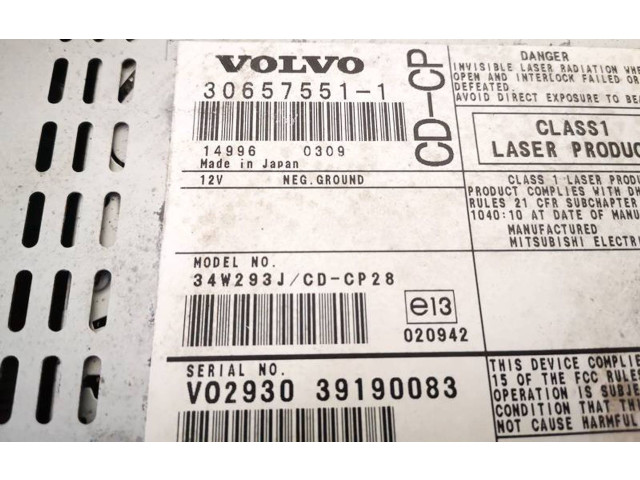 VOLVO
30657551-1
14996 0309
Made in Japan
12V NEG.GROUND
CD-CP
MODEL NO.
34W293J/CD-CP28
e13
020942
SERIAL NO.
VO2930 39190083
DANGER
INVISIBLE LASER RADIATION WHE
OPEN AND INTERLOCK FAILED OR
DEFEATED.
AVOID DIRECT EXPOSURE TO BE
CLASS1
LASER PRODUC
CLASS 1 LASER PRODUC
PRODUCT COMPLIES WITH DH
RULES 21 CFR SUBCHAPTER
1040:10 AT DATE OF MANU
MANUFACTURED
MITSUBISHI ELECTRI
THIS DEVICE COMPLIE
15 OF THE FCC RULES
OPERATION IS SUBJE
CONDITION THAT THI
NOT CAUSE HARMFUL